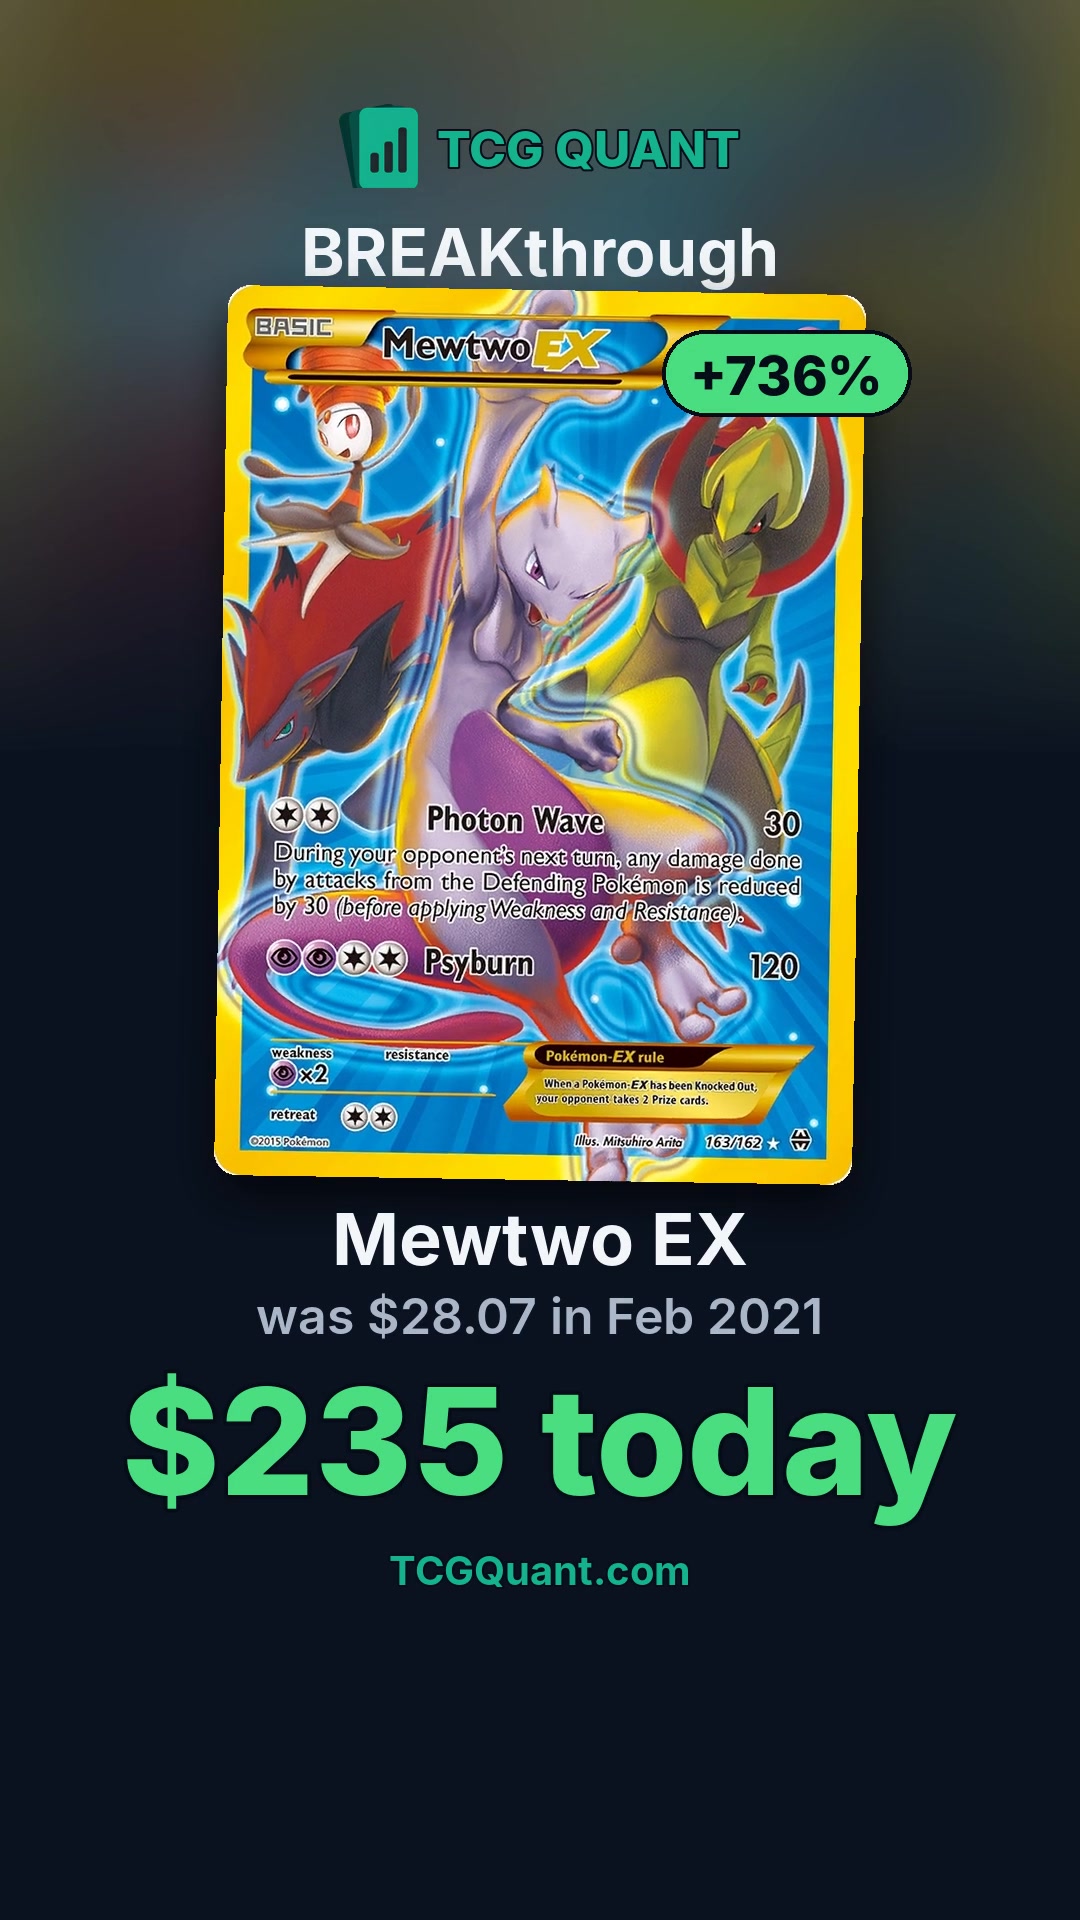 TCG QUANT
BREAKthrough
BASIC
Mewtwo EX
+736%
Photon Wave 30
During your opponent's next turn, any damage done
by attacks from the Defending Pokémon is reduced
by 30 (before applying Weakness and Resistance).
Psyburn 120
weakness resistance
×2
Pokémon-EX rule
When a Pokémon-EX has been Knocked Out,
your opponent takes 2 Prize cards.
retreat
©2015 Pokémon
Illus. Mitsuhiro Arita 163/162
Mewtwo EX
was $28.07 in Feb 2021
$235 today
TCGQuant.com